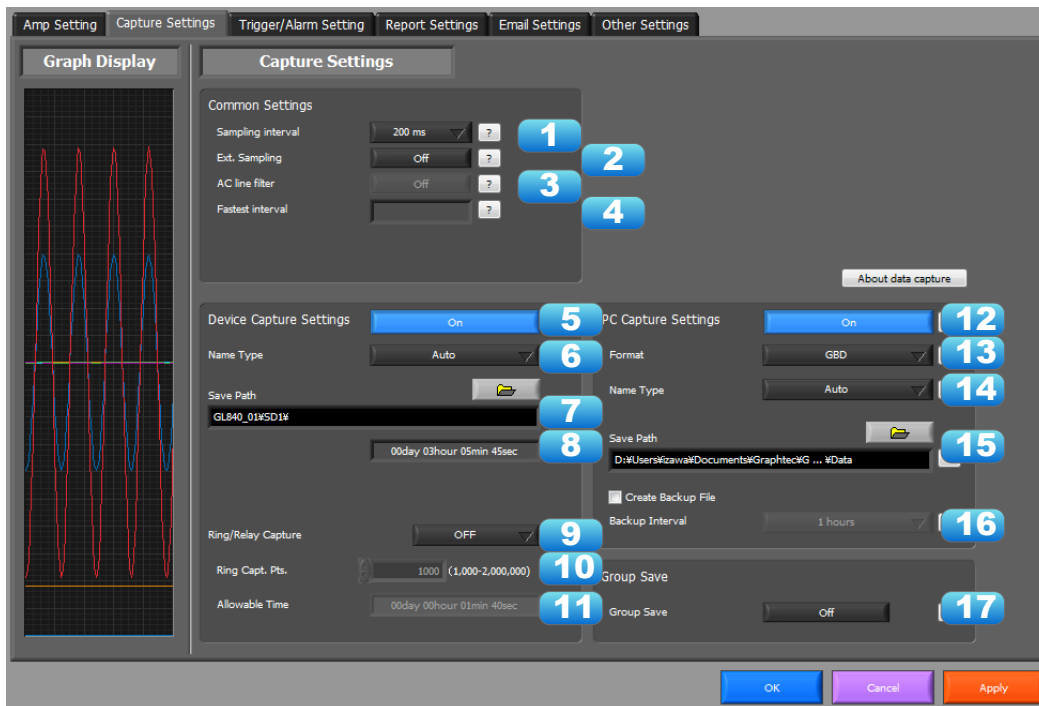 Amp Setting Capture Settings Trigger/Alarm Setting Report Settings Email Settings Other Settings
Graph Display
Capture Settings
Common Settings
Sampling interval 200 ms ? 1
Ext. Sampling Off ? 2
AC line filter Off ? 3
Fastest interval ? 4
About data capture
Device Capture Settings On 5
Name Type Auto 6
Save Path
GL840_01¥SD1¥ 7
00day 03hour 05min 45sec 8
Ring/Relay Capture OFF 9
Ring Capt. Pts. 1000 (1,000-2,000,000) 10
Allowable Time 00day 00hour 01min 40sec 11
PC Capture Settings On 12
Format GBD 13
Name Type Auto 14
Save Path
D:¥Users¥izawa¥Documents¥Graphtec¥G ... ¥Data 15
Create Backup File
Backup Interval 1 hours 16
Group Save
Group Save Off 17
OK Cancel Apply